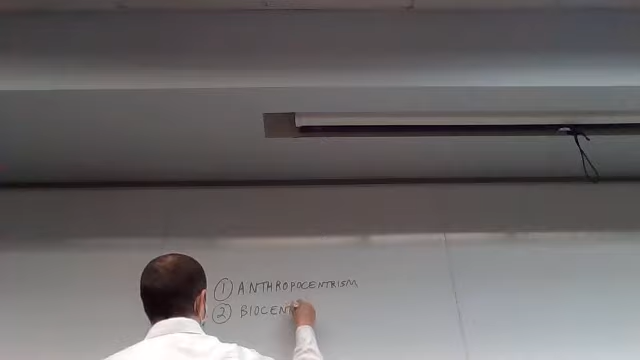 ① ANTHROPOCENTRISM
② BIOCENT